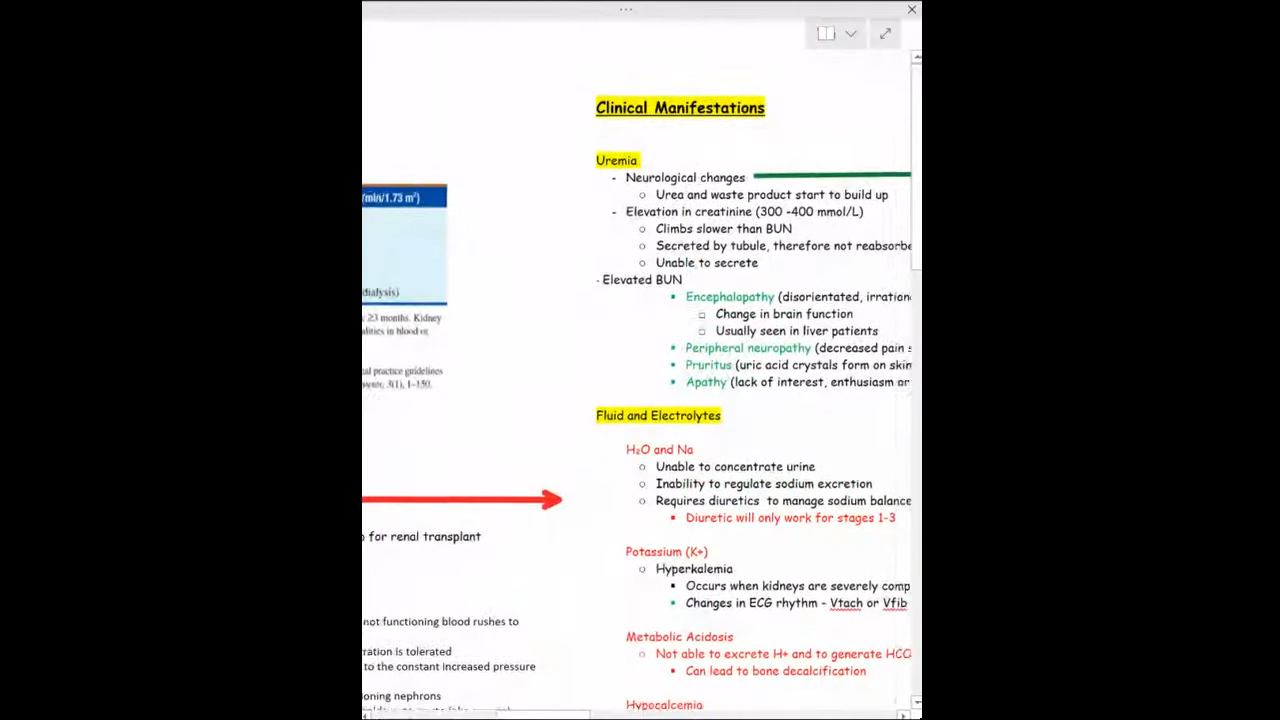 /min/1.73 m²)
dialysis)
≥3 months. Kidney
alities in blood or
al practice guidelines
3(1), 1–150.
for renal transplant
not functioning blood rushes to
ration is tolerated
to the constant increased pressure
oning nephrons
Clinical Manifestations
Uremia
- Neurological changes
○ Urea and waste product start to build up
- Elevation in creatinine (300 -400 mmol/L)
○ Climbs slower than BUN
○ Secreted by tubule, therefore not reabsorbe
○ Unable to secrete
- Elevated BUN
▪ Encephalopathy (disorientated, irration
□ Change in brain function
□ Usually seen in liver patients
▪ Peripheral neuropathy (decreased pain
▪ Pruritus (uric acid crystals form on skin
▪ Apathy (lack of interest, enthusiasm or
Fluid and Electrolytes
H₂O and Na
○ Unable to concentrate urine
○ Inability to regulate sodium excretion
○ Requires diuretics to manage sodium balance
▪ Diuretic will only work for stages 1-3
Potassium (K+)
○ Hyperkalemia
▪ Occurs when kidneys are severely comp
▪ Changes in ECG rhythm - Vtach or Vfib
Metabolic Acidosis
○ Not able to excrete H+ and to generate HCO
▪ Can lead to bone decalcification
Hypocalcemia